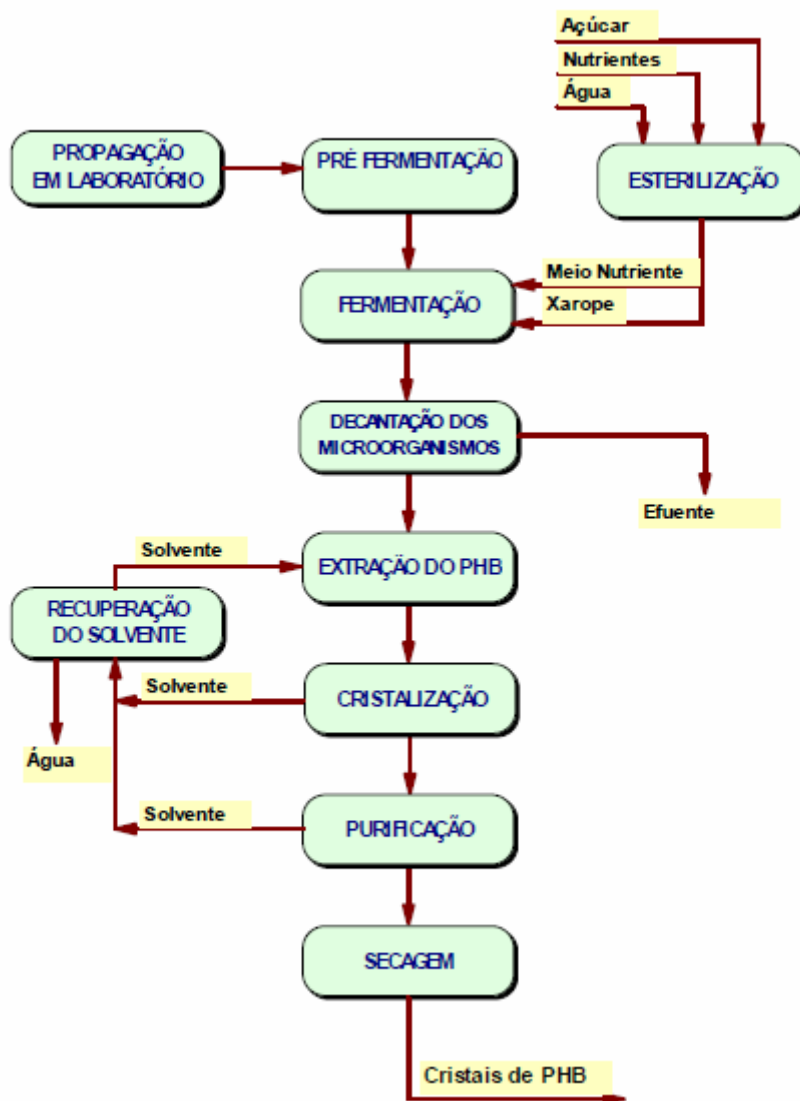 Açúcar
Nutrientes
Água
PROPAGAÇÃO
EM LABORATÓRIO
PRÉ FERMENTAÇÃO
ESTERILIZAÇÃO
Meio Nutriente
FERMENTAÇÃO
Xarope
DECANTAÇÃO DOS
MICROORGANISMOS
Efuente
Solvente
EXTRAÇÃO DO PHB
RECUPERAÇÃO
DO SOLVENTE
Solvente
CRISTALIZAÇÃO
Água
Solvente
PURIFICAÇÃO
SECAGEM
Cristais de PHB